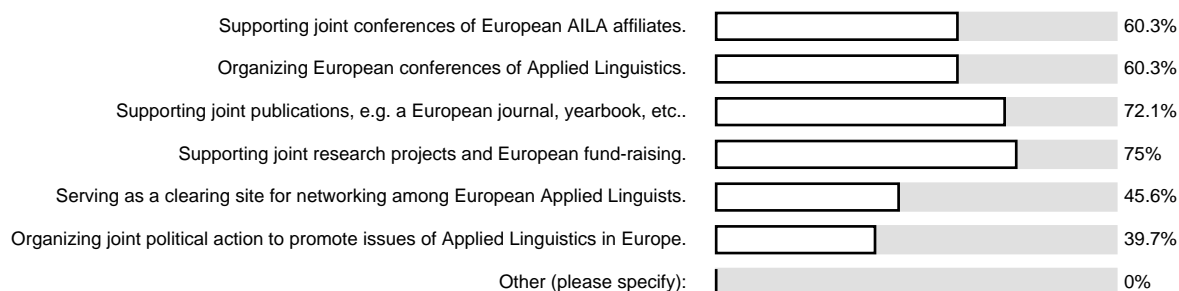 Supporting joint conferences of European AILA affiliates. 60.3%
Organizing European conferences of Applied Linguistics. 60.3%
Supporting joint publications, e.g. a European journal, yearbook, etc.. 72.1%
Supporting joint research projects and European fund-raising. 75%
Serving as a clearing site for networking among European Applied Linguists. 45.6%
Organizing joint political action to promote issues of Applied Linguistics in Europe. 39.7%
Other (please specify): 0%